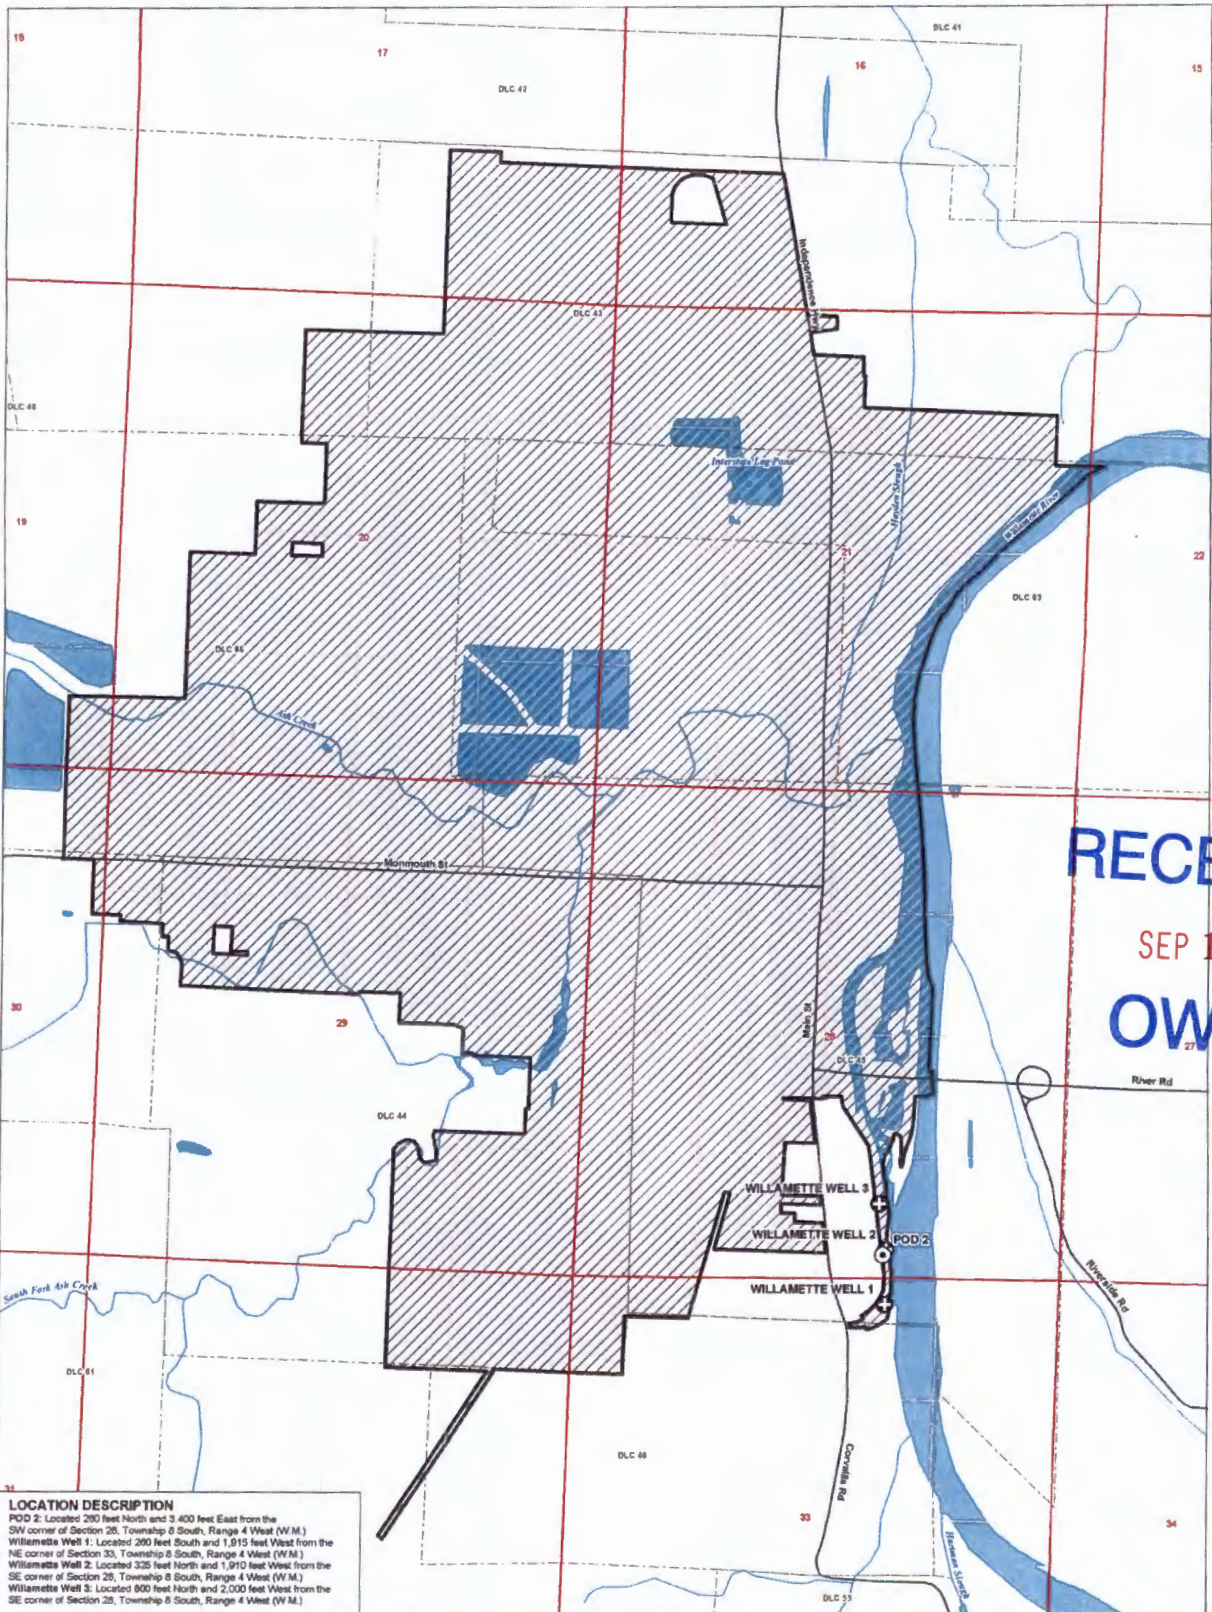 18
17
DLC 42
DLC 41
16
15
Independence Hwy
DLC 43
DLC 48
Interstate Log Pond
Hayden Slough
Willamette River
19
20
21
22
DLC 83
DLC 65
Ash Creek
Monmouth St
RECE
SEP 1
OW
30
29
Main St
28
27
DLC 45
River Rd
DLC 44
WILLAMETTE WELL 3
WILLAMETTE WELL 2
POD 2
WILLAMETTE WELL 1
South Fork Ash Creek
Riverside Rd
DLC 61
DLC 46
Corvallis Rd
31
33
34
Hartman Slough
DLC 53
LOCATION DESCRIPTION
POD 2: Located 260 feet North and 3,400 feet East from the
SW corner of Section 28, Township 8 South, Range 4 West (W.M.)
Willamette Well 1: Located 260 feet South and 1,915 feet West from the
NE corner of Section 33, Township 8 South, Range 4 West (W.M.)
Willamette Well 2: Located 325 feet North and 1,910 feet West from the
SE corner of Section 28, Township 8 South, Range 4 West (W.M.)
Willamette Well 3: Located 800 feet North and 2,000 feet West from the
SE corner of Section 28, Township 8 South, Range 4 West (W.M.)